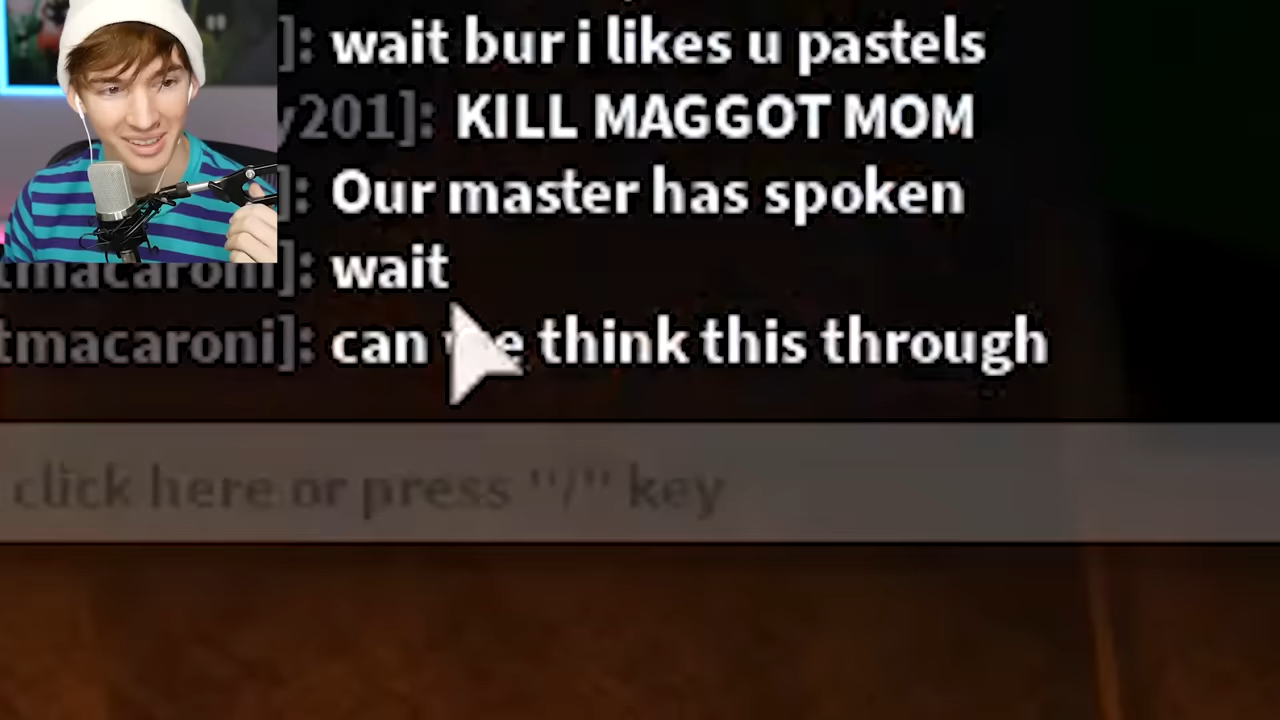 ]: wait bur i likes u pastels
y201]: KILL MAGGOT MOM
]: Our master has spoken
tmacaroni]: wait
tmacaroni]: can we think this through
click here or press "/" key